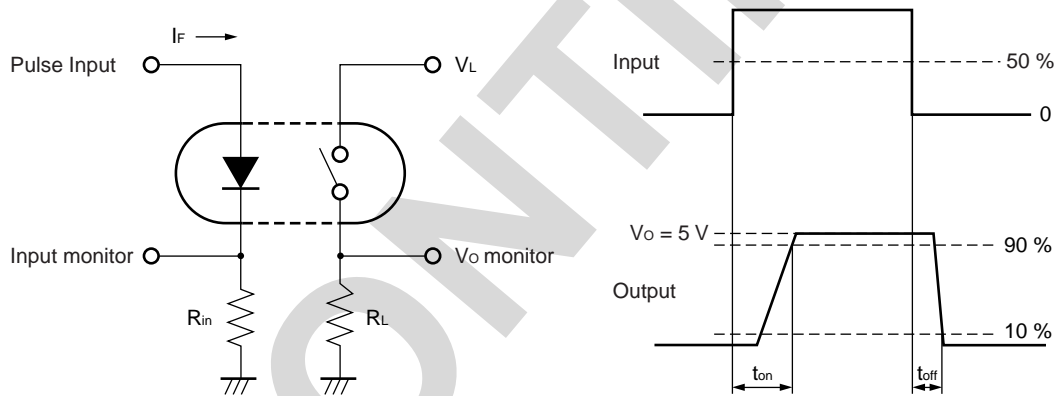 IF
Pulse Input
VL
Input monitor
VO monitor
Rin
RL
Input
50 %
0
VO = 5 V
90 %
Output
10 %
ton
toff
ONTI